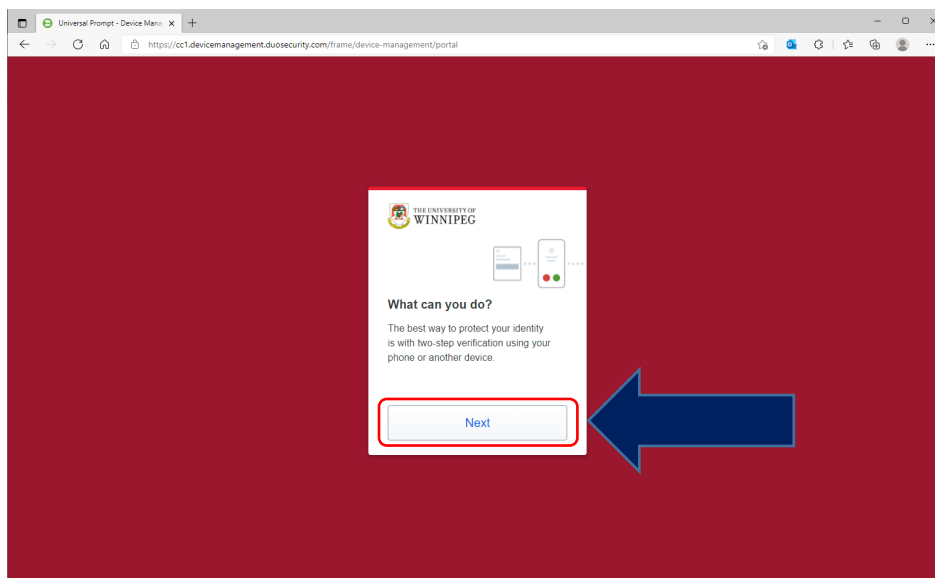 Universal Prompt - Device Mana
https://cc1.devicemanagement.duosecurity.com/frame/device-management/portal
THE UNIVERSITY OF
WINNIPEG
What can you do?
The best way to protect your identity
is with two-step verification using your
phone or another device.
Next